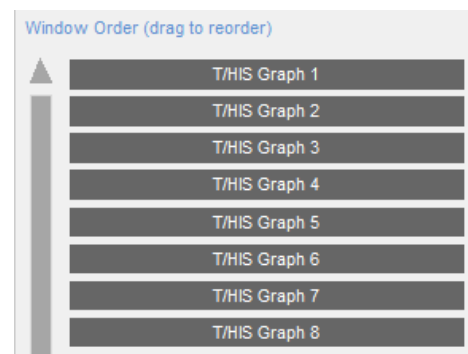 Window Order (drag to reorder)
T/HIS Graph 1
T/HIS Graph 2
T/HIS Graph 3
T/HIS Graph 4
T/HIS Graph 5
T/HIS Graph 6
T/HIS Graph 7
T/HIS Graph 8